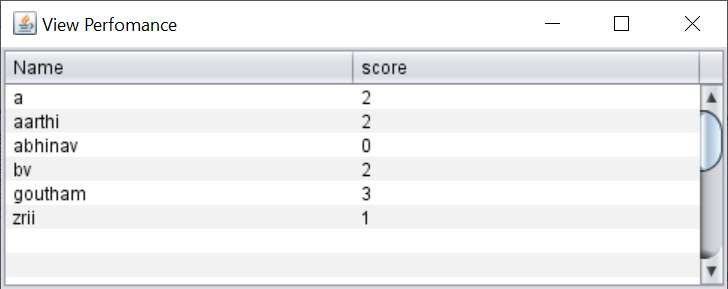 View Perfomance
Name score
a 2
aarthi 2
abhinav 0
bv 2
goutham 3
zrii 1